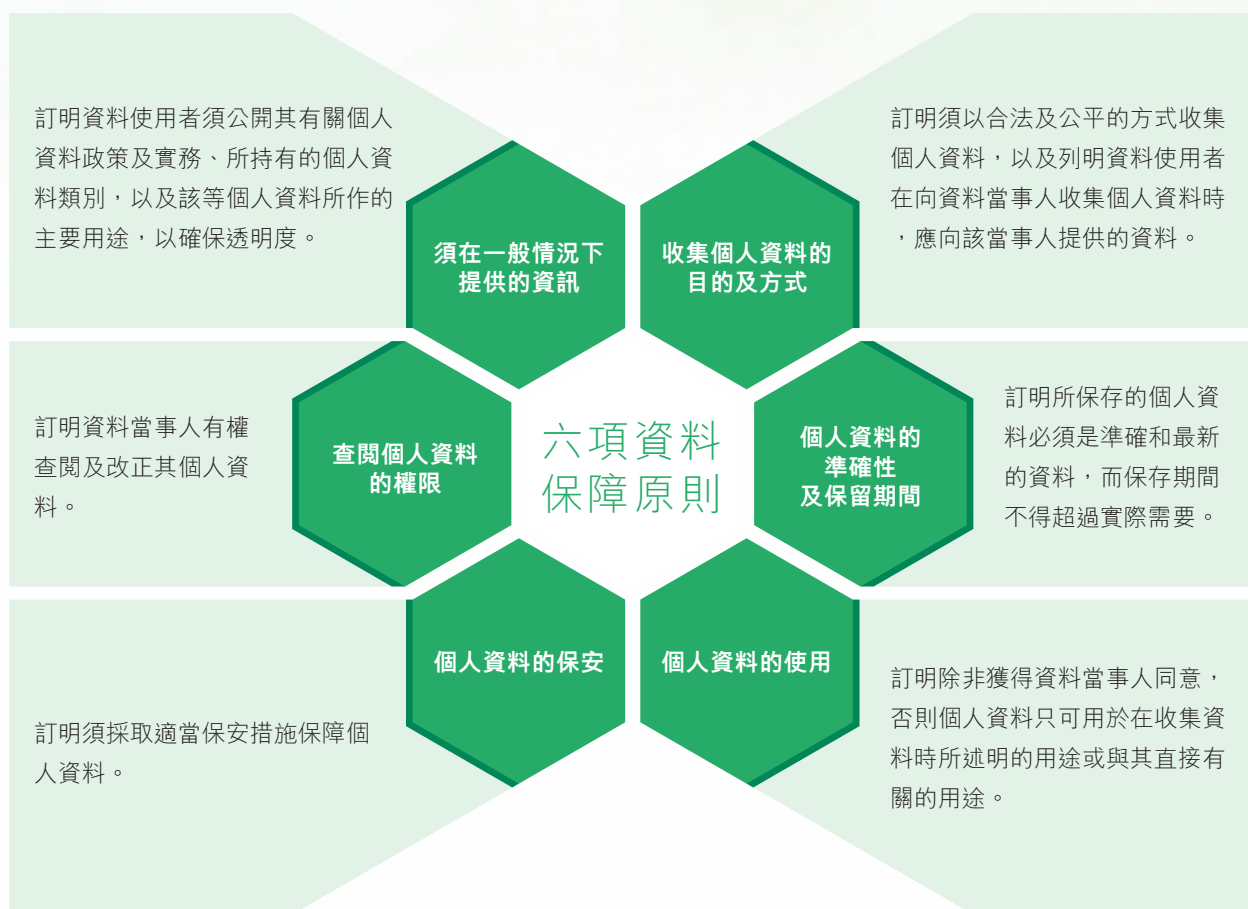 訂明資料使用者須公開其有關個人
資料政策及實務、所持有的個人資
料類別，以及該等個人資料所作的
主要用途，以確保透明度。
須在一般情況下
提供的資訊
收集個人資料的
目的及方式
訂明須以合法及公平的方式收集
個人資料，以及列明資料使用者
在向資料當事人收集個人資料時
，應向該當事人提供的資料。
訂明資料當事人有權
查閱及改正其個人資
料。
查閱個人資料
的權限
六項資料
保障原則
個人資料的
準確性
及保留期間
訂明所保存的個人資
料必須是準確和最新
的資料，而保存期間
不得超過實際需要。
訂明須採取適當保安措施保障個
人資料。
個人資料的保安
個人資料的使用
訂明除非獲得資料當事人同意，
否則個人資料只可用於在收集資
料時所述明的用途或與其直接有
關的用途。